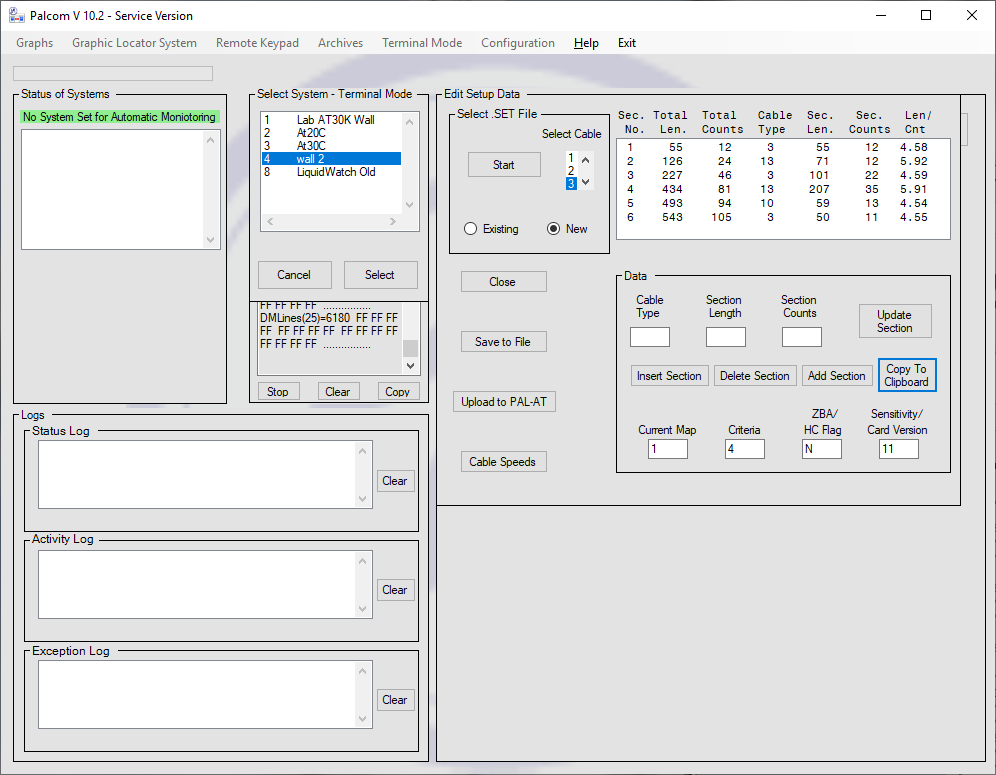 Palcom V 10.2 - Service Version
Graphs Graphic Locator System Remote Keypad Archives Terminal Mode Configuration Help Exit
Status of Systems
No System Set for Automatic Moniotoring
Select System - Terminal Mode
1 Lab AT30K Wall
2 At20C
3 At30C
4 wall 2
8 LiquidWatch Old
Cancel Select
FF FF FF FF ................
DMLines(25)=6180 FF FF FF
FF FF FF FF FF FF FF FF FF
FF FF FF FF ................
Stop Clear Copy
Edit Setup Data
Select .SET File
Select Cable
Start
1
2
3
Existing New
Close
Save to File
Upload to PAL-AT
Cable Speeds
Sec. Total Total Cable Sec. Sec. Len/
No. Len. Counts Type Len. Counts Cnt
1 55 12 3 55 12 4.58
2 126 24 13 71 12 5.92
3 227 46 3 101 22 4.59
4 434 81 13 207 35 5.91
5 493 94 10 59 13 4.54
6 543 105 3 50 11 4.55
Data
Cable Section Section
Type Length Counts
Update
Section
Insert Section Delete Section Add Section
Copy To
Clipboard
ZBA/ Sensitivity/
Current Map Criteria HC Flag Card Version
1 4 N 11
Logs
Status Log
Clear
Activity Log
Clear
Exception Log
Clear